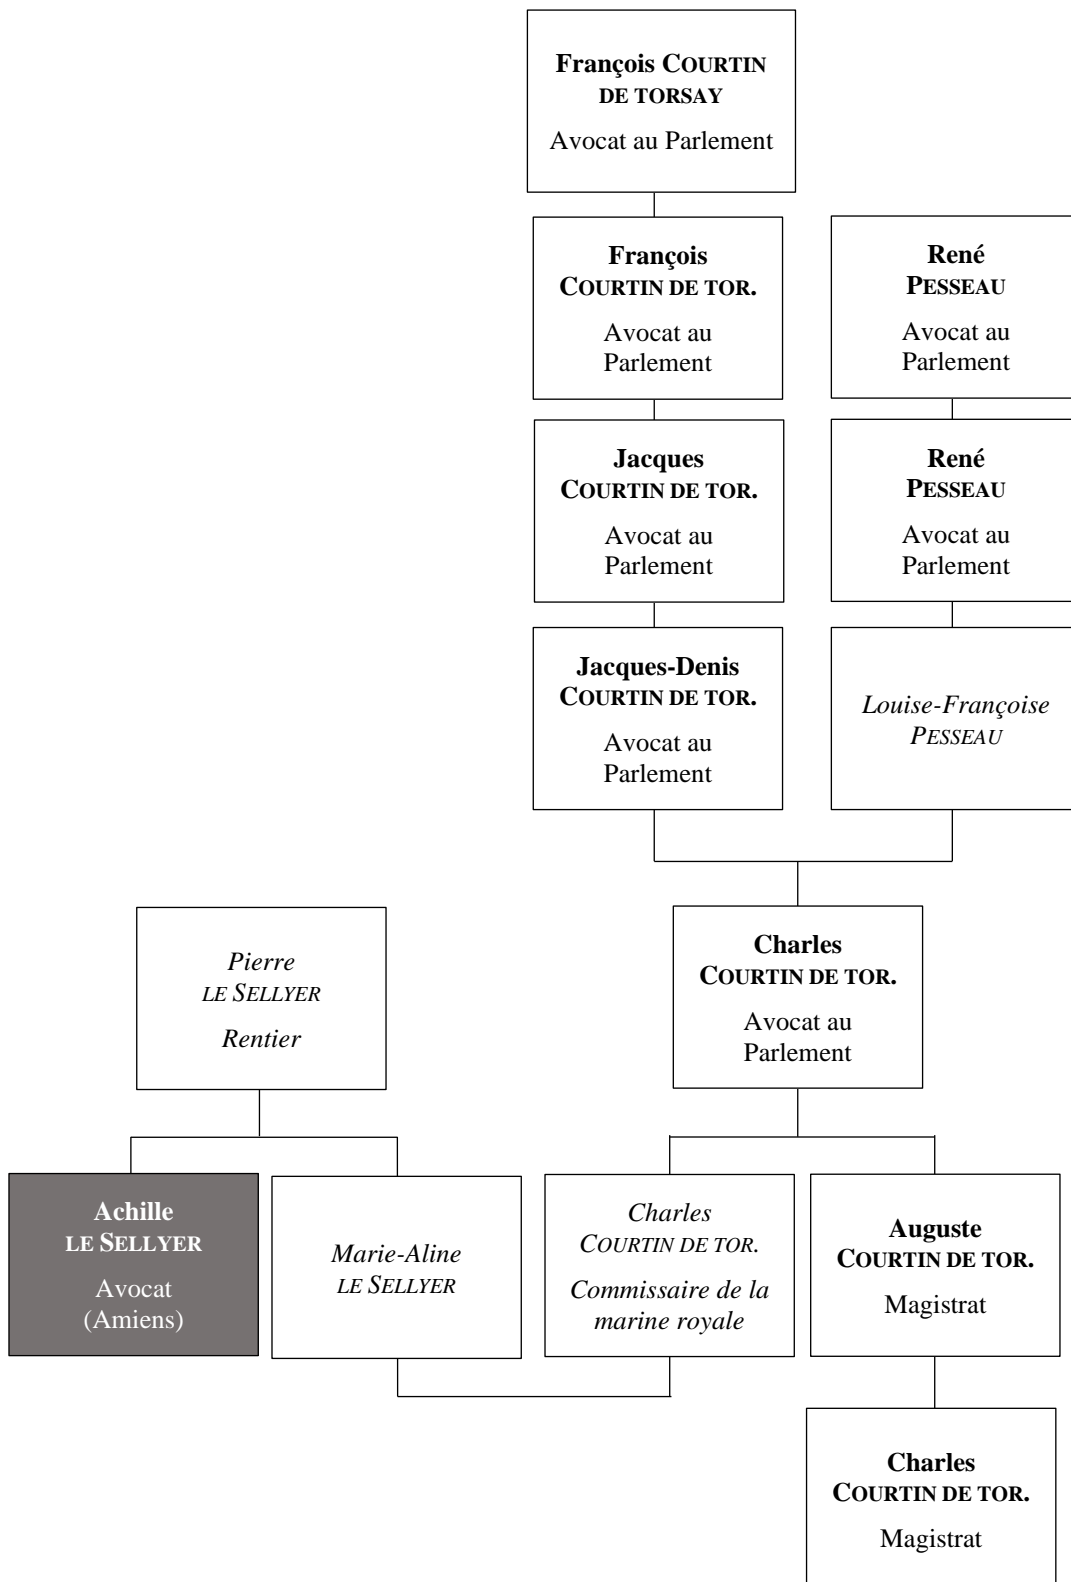 François COURTIN
DE TORSAY
Avocat au Parlement
François
COURTIN DE TOR.
Avocat au
Parlement
René
PESSEAU
Avocat au
Parlement
Jacques
COURTIN DE TOR.
Avocat au
Parlement
René
PESSEAU
Avocat au
Parlement
Jacques-Denis
COURTIN DE TOR.
Avocat au
Parlement
Louise-Françoise
PESSEAU
Pierre
LE SELLYER
Rentier
Charles
COURTIN DE TOR.
Avocat au
Parlement
Achille
LE SELLYER
Avocat
(Amiens)
Marie-Aline
LE SELLYER
Charles
COURTIN DE TOR.
Commissaire de la
marine royale
Auguste
COURTIN DE TOR.
Magistrat
Charles
COURTIN DE TOR.
Magistrat